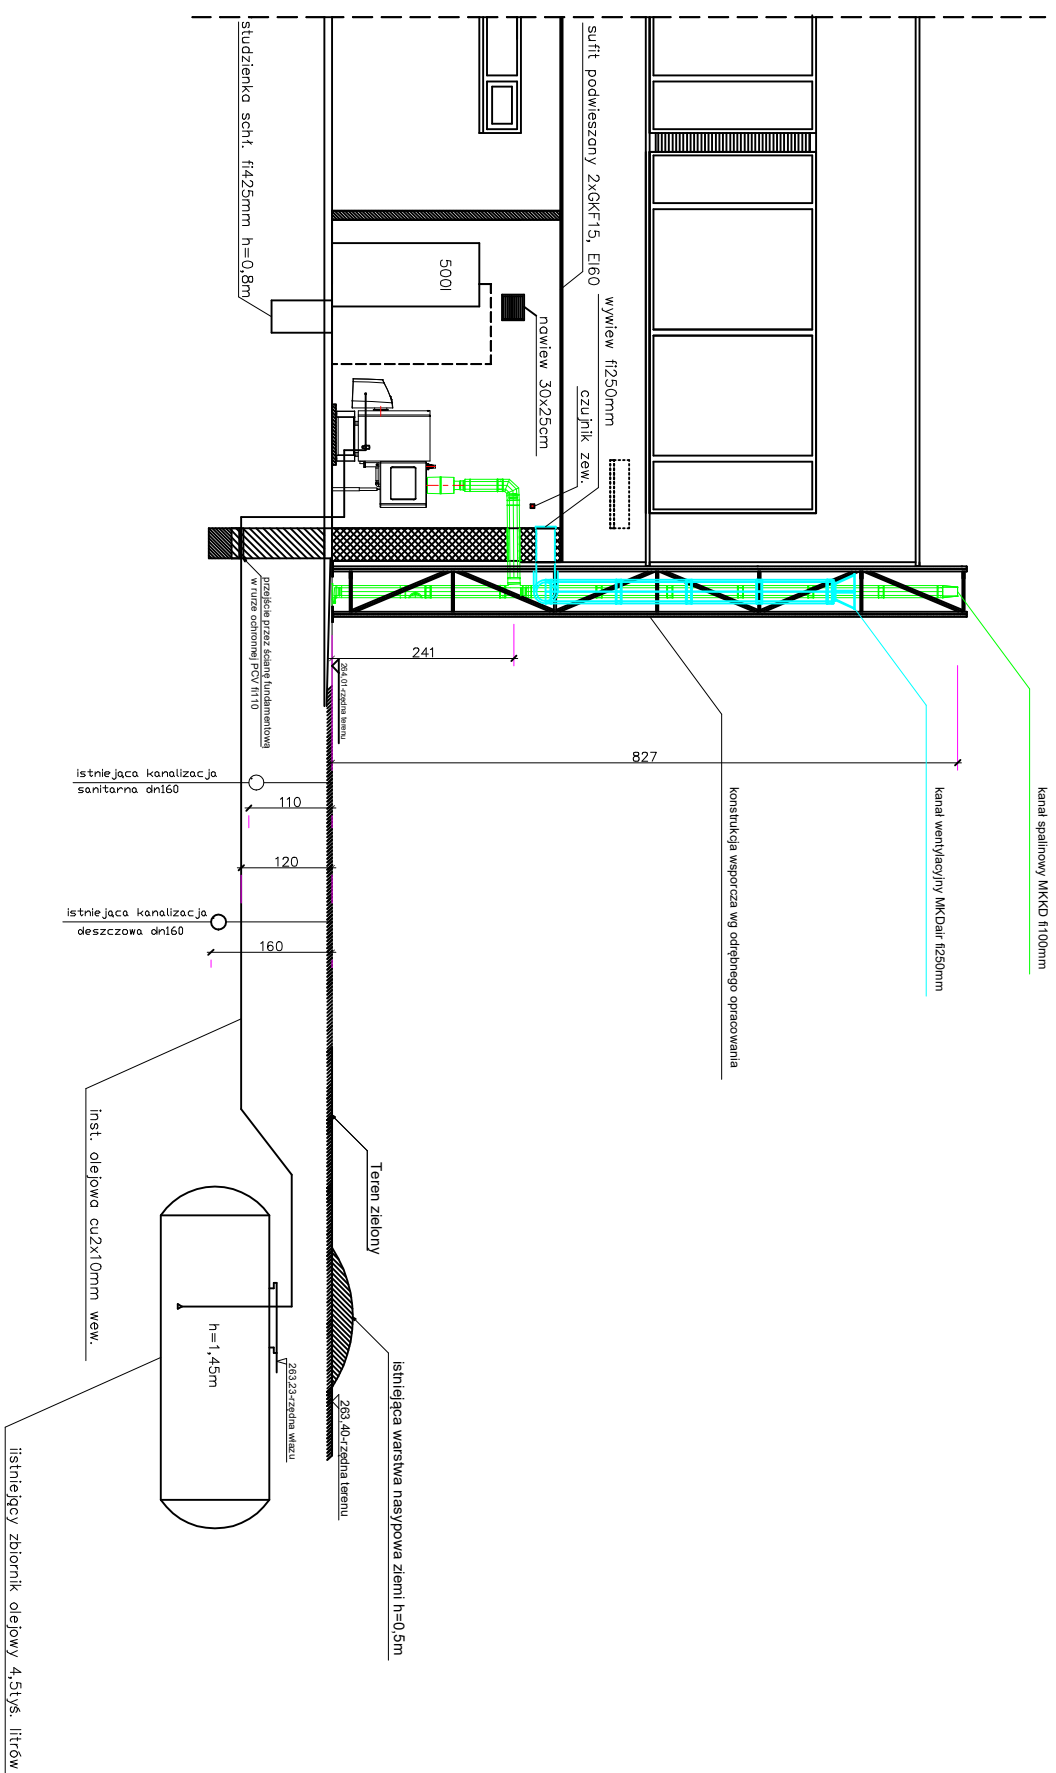 studzienka scht. fi425mm h=0,8m
sufit podwieszany 2xGKF15, EI60
500l
nawiew 30x25cm
wywiew fi250mm
czujnik zew.
przejście przez ścianę fundamentową
w rurze ochronnej PCV fi110
241
264,01-rzędna terenu
827
istniejąca kanalizacja
sanitarna dn160
110
120
istniejąca kanalizacja
deszczowa dn160
160
konstrukcja wsporcza wg odrębnego opracowania
kanał wentylacyjny MKDair fi250mm
kanał spalinowy MKKD fi100mm
inst. olejowa cu2x10mm wew.
Teren zielony
h=1,45m
263,23-rzędna włazu
263,40-rzędna terenu
istniejąca warstwa nasypowa ziemi h=0,5m
iistniejący zbiornik olejowy 4,5tyś. litrów